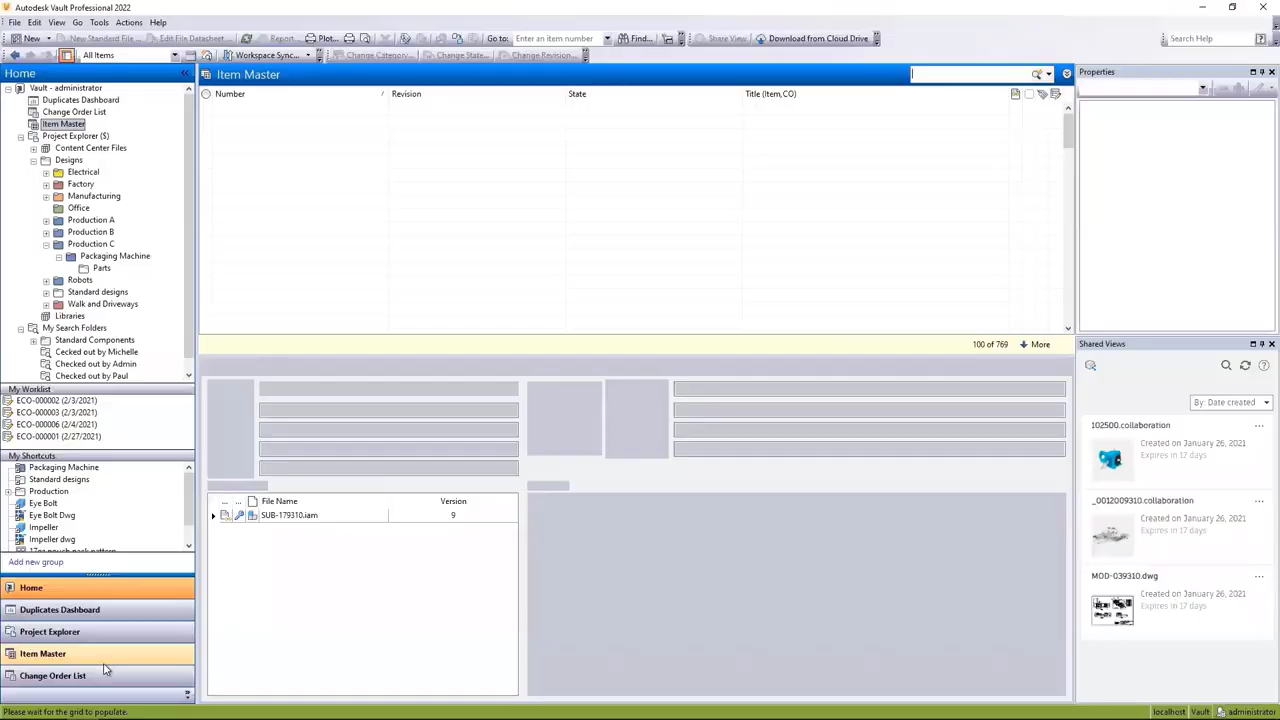 Autodesk Vault Professional 2022
File Edit View Go Tools Actions Help
New New Standard File Edit File Datasheet... Report... Plot... Go to: Enter an item number Find... Share View Download from Cloud Drive Search Help
All Items Workspace Sync... Change Category... Change State... Change Revision...
Home
Vault - administrator
Duplicates Dashboard
Change Order List
Item Master
Project Explorer ($)
Content Center Files
Designs
Electrical
Factory
Manufacturing
Office
Production A
Production B
Production C
Packaging Machine
Parts
Robots
Standard designs
Walk and Driveways
Libraries
My Search Folders
Standard Components
Cecked out by Michelle
Checked out by Admin
Checked out by Paul
My Worklist
ECO-000002 (2/3/2021)
ECO-000003 (2/3/2021)
ECO-000006 (2/4/2021)
ECO-000001 (2/27/2021)
My Shortcuts
Packaging Machine
Standard designs
Production
Eye Bolt
Eye Bolt Dwg
Impeller
Impeller dwg
17oz pouch pack pattern
Add new group
Home
Duplicates Dashboard
Project Explorer
Item Master
Change Order List
Item Master
Number / Revision State Title (Item,CO)
100 of 769 More
... ... File Name Version
SUB-179310.iam 9
Properties
Shared Views
By: Date created
102500.collaboration ...
Created on January 26, 2021
Expires in 17 days
_0012009310.collaboration ...
Created on January 26, 2021
Expires in 17 days
MOD-039310.dwg ...
Created on January 26, 2021
Expires in 17 days
Please wait for the grid to populate. localhost Vault administrator